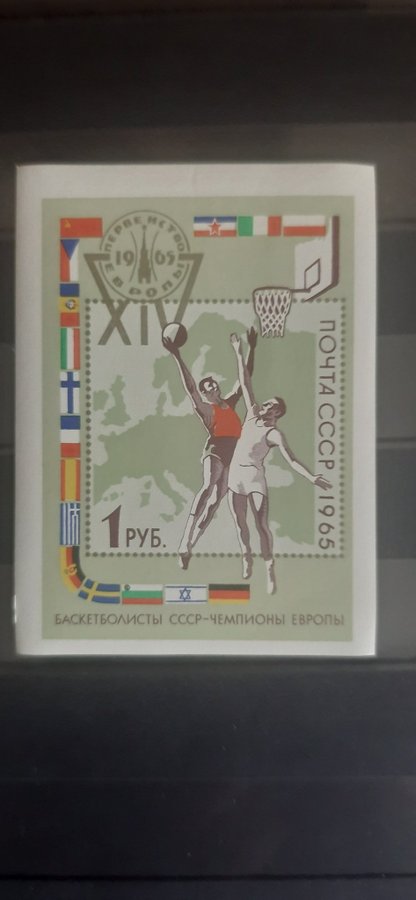 ПЕРВЕНСТВО
1965
ЕВРОПЫ
XIV
ПОЧТА СССР 1965
1 РУБ.
БАСКЕТБОЛИСТЫ СССР-ЧЕМПИОНЫ ЕВРОПЫ